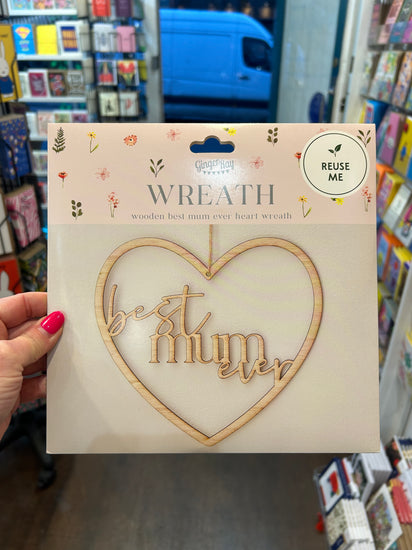 Ginger Ray
WREATH
wooden best mum ever heart wreath
REUSE
ME
best
mum
ever